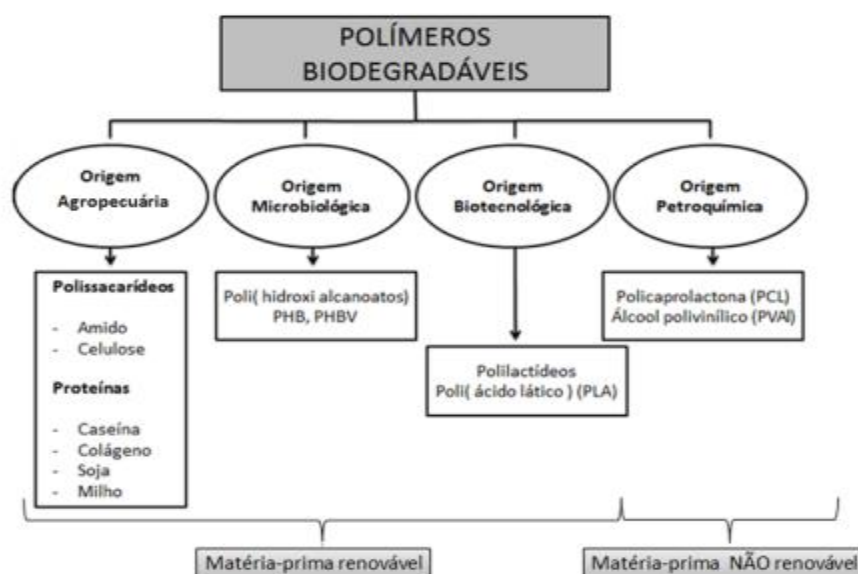 POLÍMEROS
BIODEGRADÁVEIS
Origem
Agropecuária
Origem
Microbiológica
Origem
Biotecnológica
Origem
Petroquímica
Polissacarídeos
- Amido
- Celulose
Proteínas
- Caseína
- Colágeno
- Soja
- Milho
Poli( hidroxi alcanoatos)
PHB, PHBV
Polilactídeos
Poli( ácido lático ) (PLA)
Policaprolactona (PCL)
Álcool polivinílico (PVAl)
Matéria-prima renovável
Matéria-prima NÃO renovável